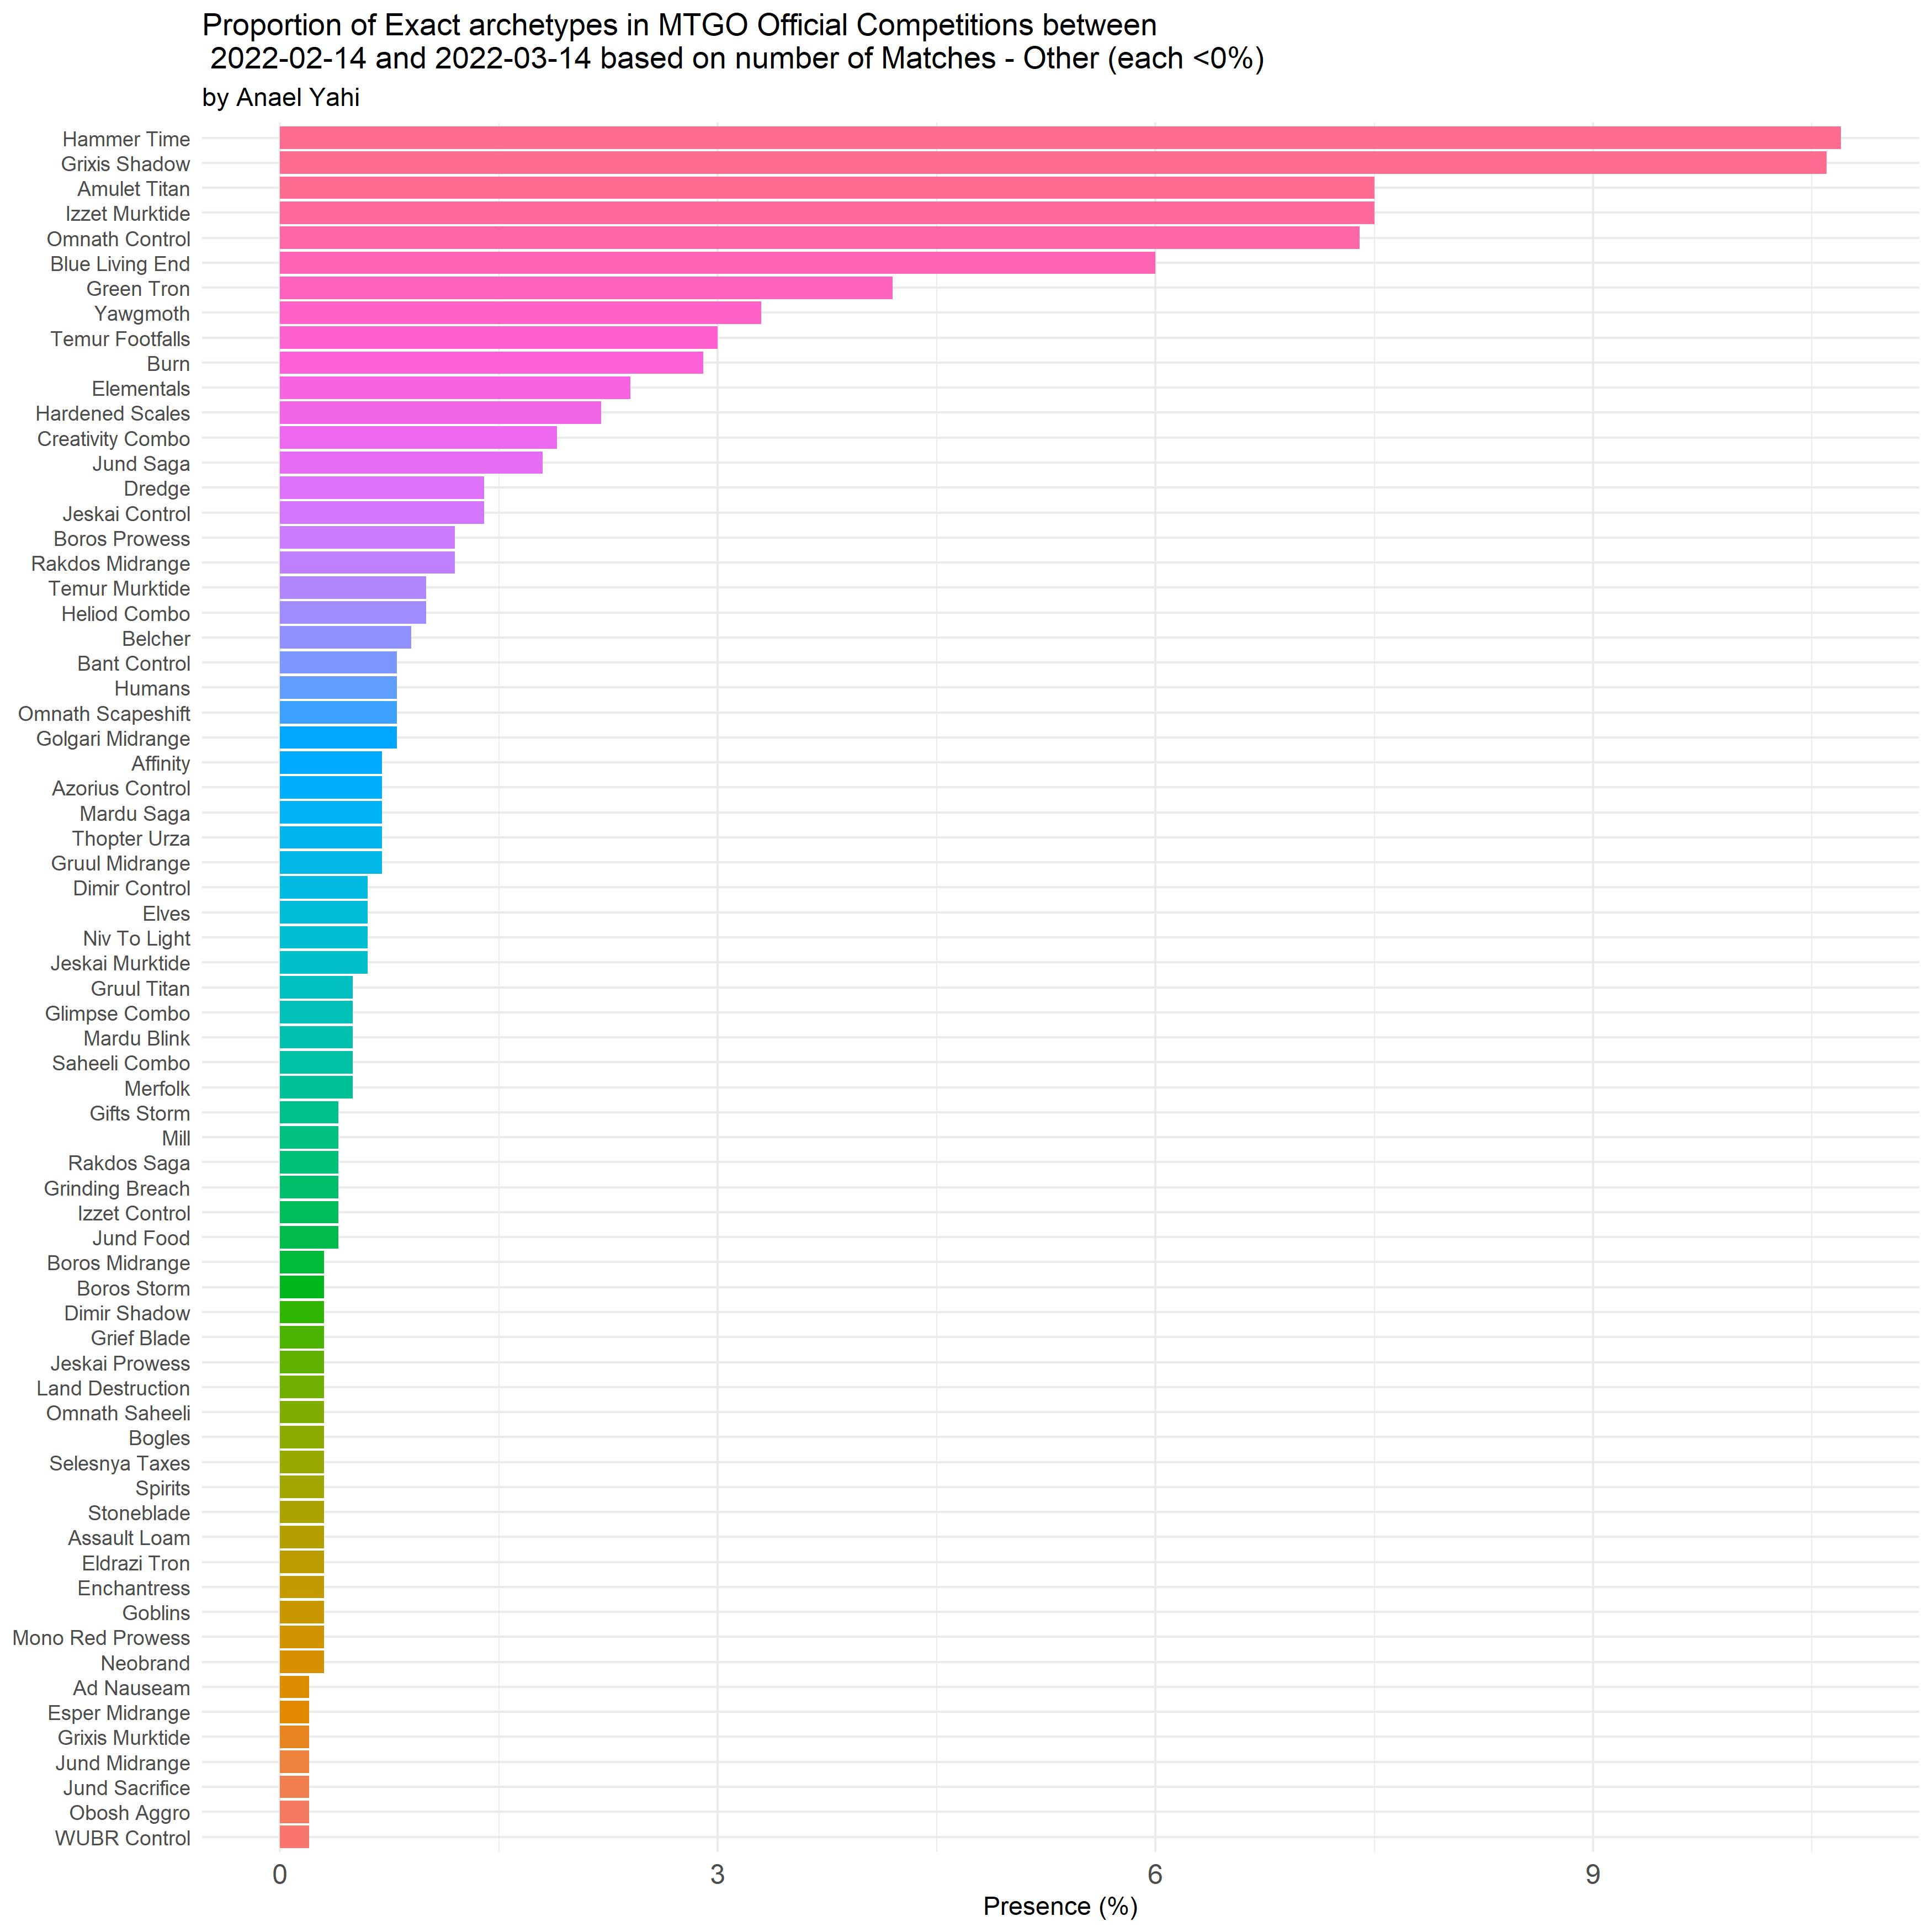 Proportion of Exact archetypes in MTGO Official Competitions between
2022-02-14 and 2022-03-14 based on number of Matches - Other (each <0%)
by Anael Yahi
Hammer Time
Grixis Shadow
Amulet Titan
Izzet Murktide
Omnath Control
Blue Living End
Green Tron
Yawgmoth
Temur Footfalls
Burn
Elementals
Hardened Scales
Creativity Combo
Jund Saga
Dredge
Jeskai Control
Boros Prowess
Rakdos Midrange
Temur Murktide
Heliod Combo
Belcher
Bant Control
Humans
Omnath Scapeshift
Golgari Midrange
Affinity
Azorius Control
Mardu Saga
Thopter Urza
Gruul Midrange
Dimir Control
Elves
Niv To Light
Jeskai Murktide
Gruul Titan
Glimpse Combo
Mardu Blink
Saheeli Combo
Merfolk
Gifts Storm
Mill
Rakdos Saga
Grinding Breach
Izzet Control
Jund Food
Boros Midrange
Boros Storm
Dimir Shadow
Grief Blade
Jeskai Prowess
Land Destruction
Omnath Saheeli
Bogles
Selesnya Taxes
Spirits
Stoneblade
Assault Loam
Eldrazi Tron
Enchantress
Goblins
Mono Red Prowess
Neobrand
Ad Nauseam
Esper Midrange
Grixis Murktide
Jund Midrange
Jund Sacrifice
Obosh Aggro
WUBR Control
0 3 6 9
Presence (%)